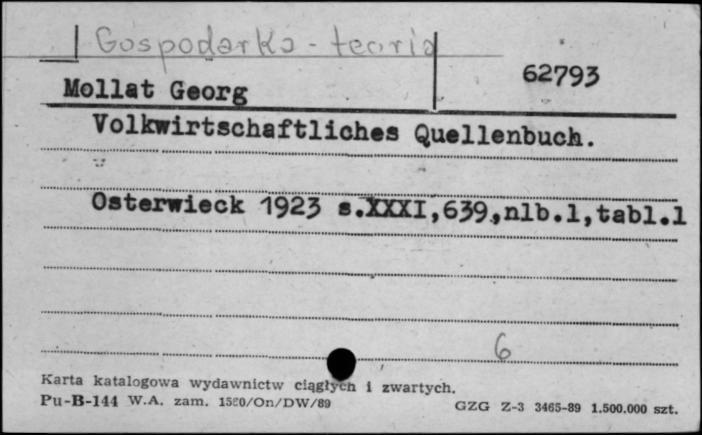 Gospodarka - teoria
62793
Mollat Georg
Volkwirtschaftliches Quellenbuch.
Osterwieck 1923 s.XXXI,639,nlb.1,tabl.1
6
Karta katalogowa wydawnictw ciągłych i zwartych.
Pu-B-144 W.A. zam. 1580/On/DW/89
GZG Z-3 3465-89 1.500.000 szt.